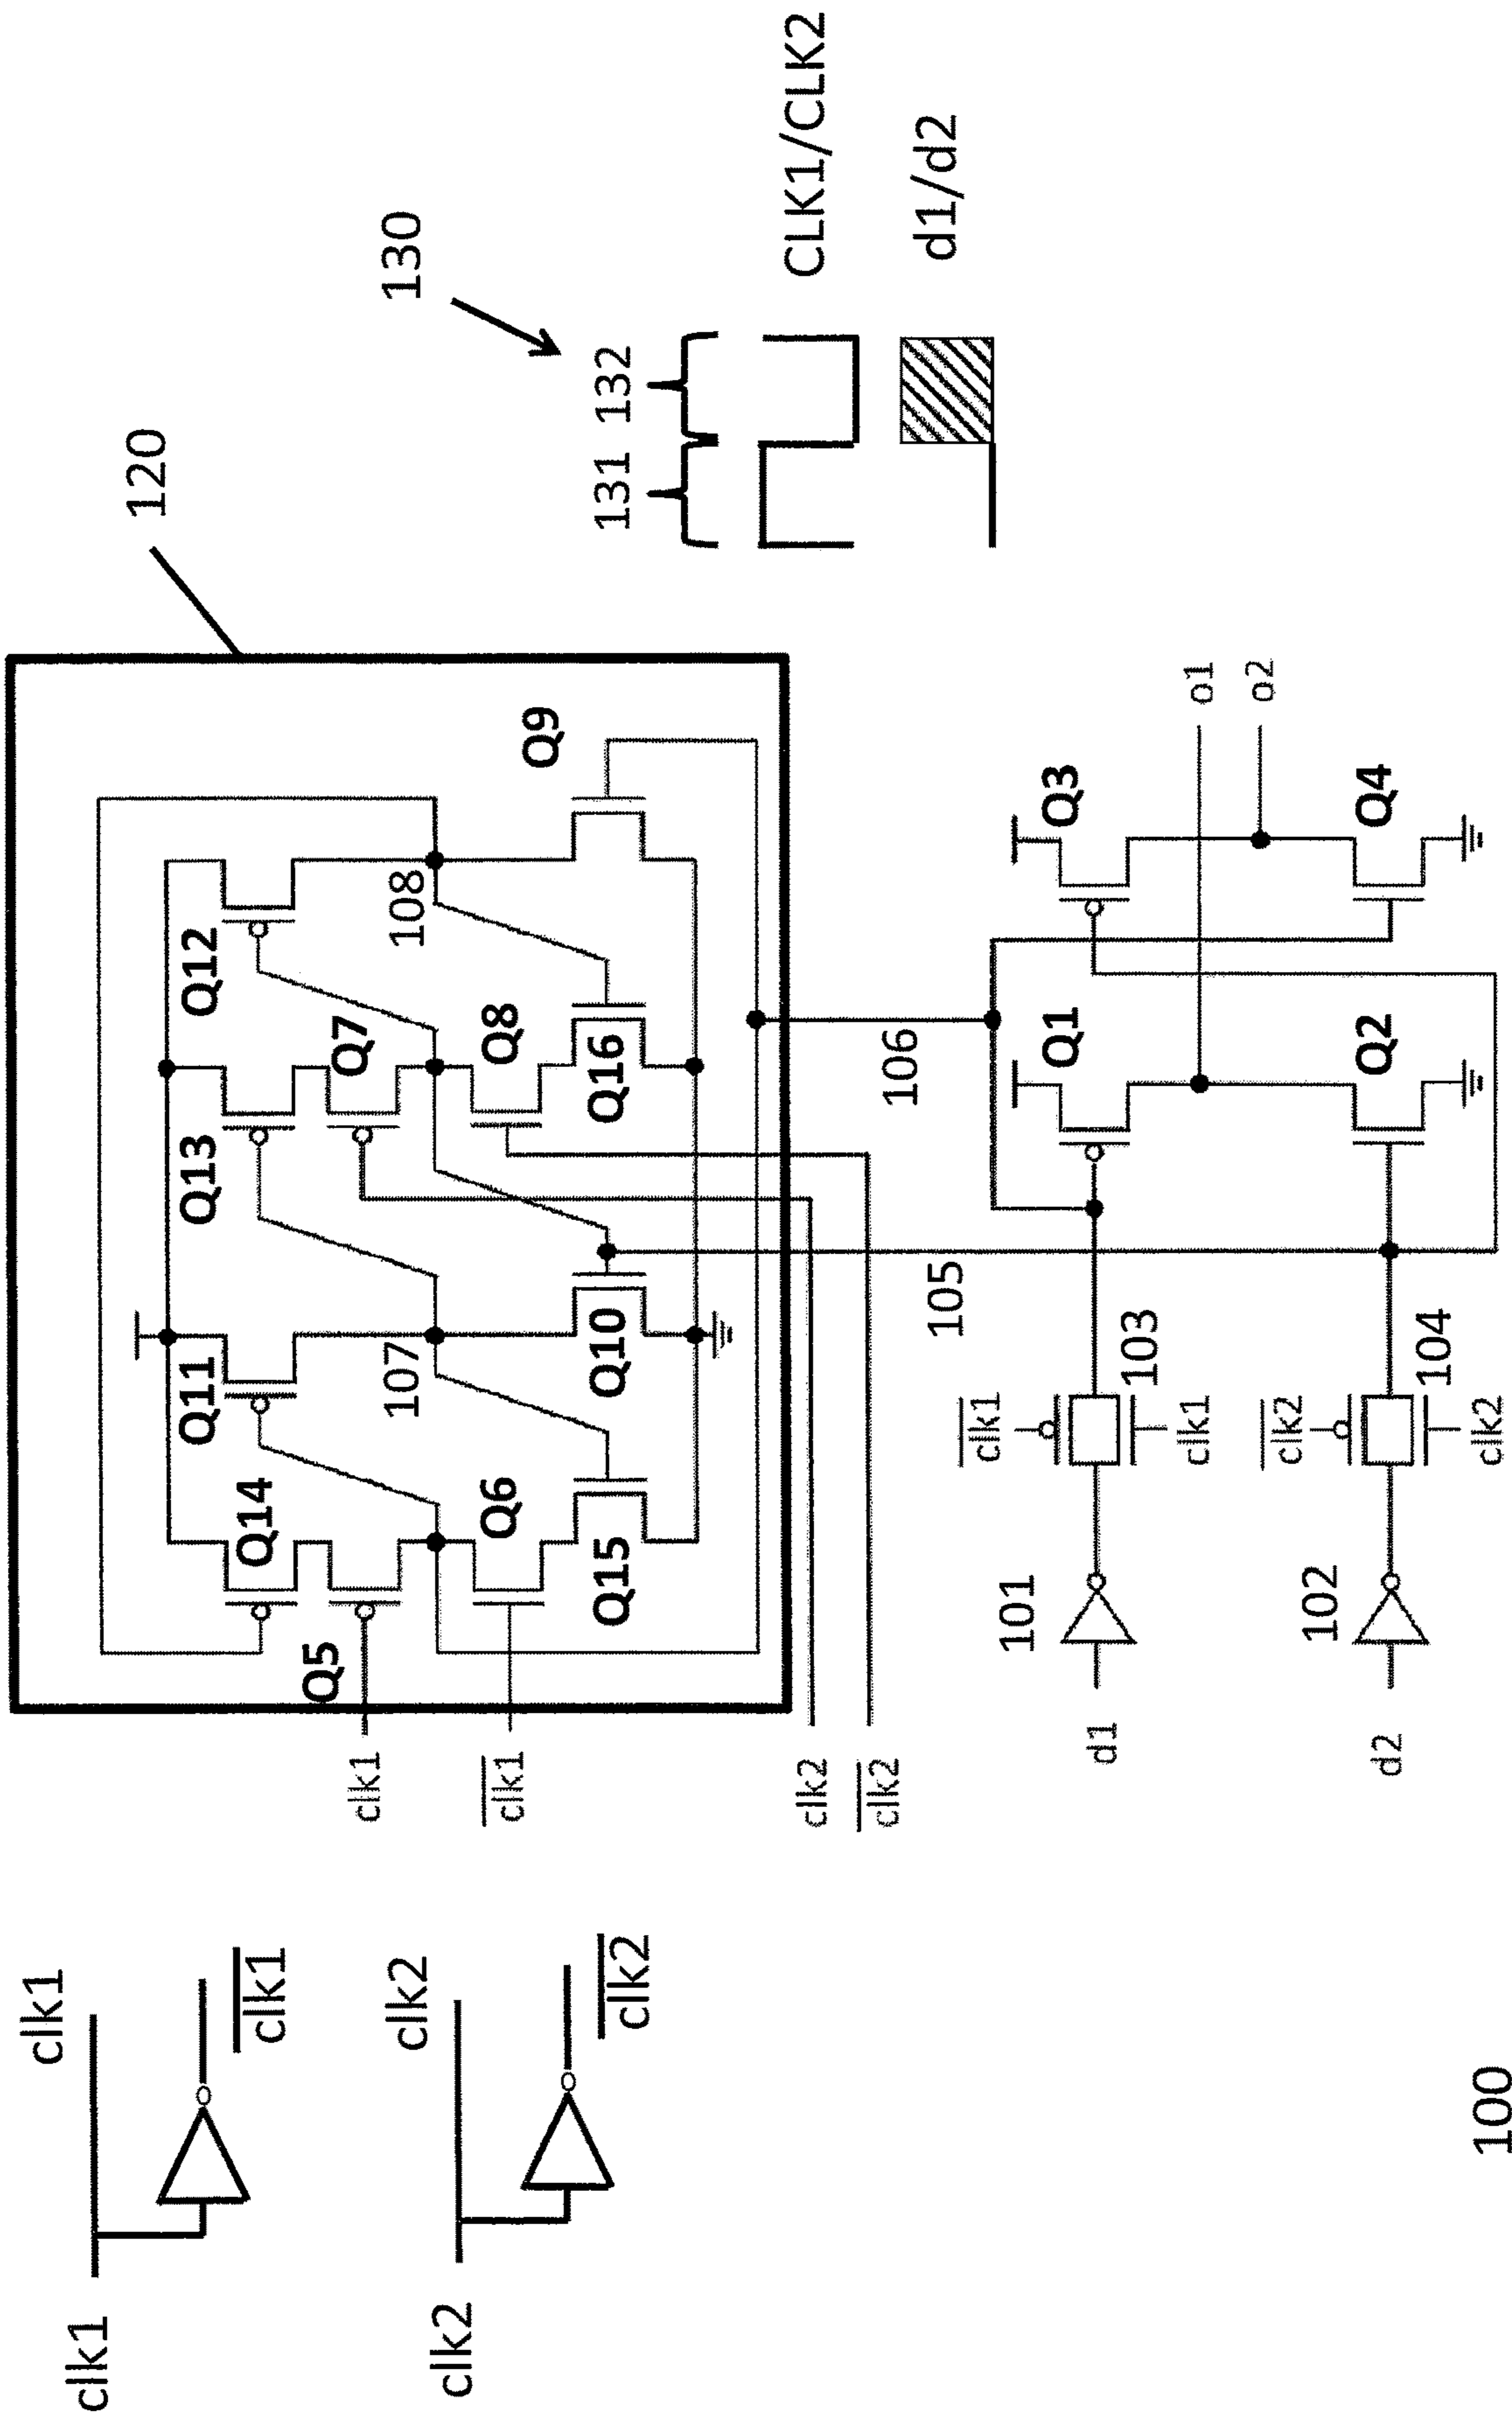 clk1
clk1
clk1
clk2
clk2
clk2
100
120
Q14
Q11
Q13
Q12
Q5
Q7
107
108
Q6
Q8
Q15
Q10
Q16
Q9
clk1
clk1
clk2
clk2
105
106
130
131
132
CLK1/CLK2
d1/d2
d1
101
clk1
clk1
103
Q1
Q3
o1
o2
d2
102
clk2
clk2
104
Q2
Q4